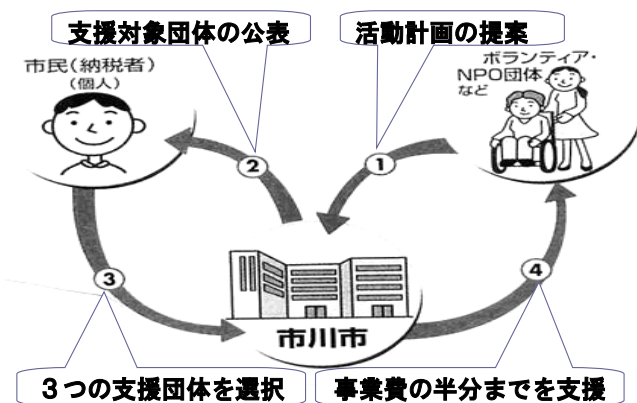 支援対象団体の公表
活動計画の提案
市民(納税者)
(個人)
ボランティア・
NPO団体
など
②
①
③
④
市川市
3つの支援団体を選択
事業費の半分までを支援